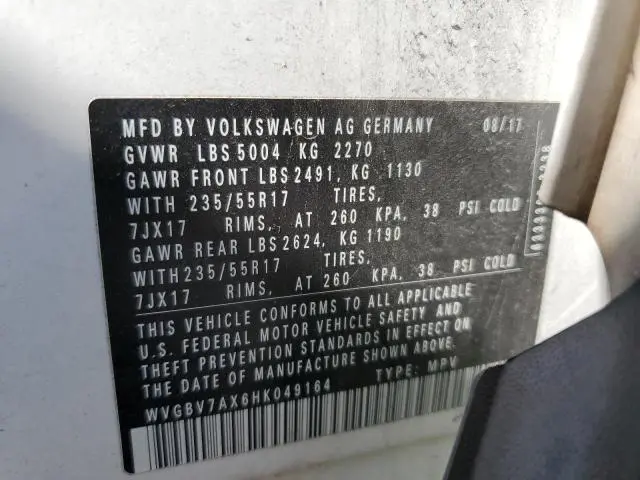 MFD BY VOLKSWAGEN AG GERMANY 08/17
GVWR LBS 5004 KG 2270
GAWR FRONT LBS 2491, KG 1130
WITH 235/55R17 TIRES,
7JX17 RIMS, AT 260 KPA, 38 PSI COLD
GAWR REAR LBS 2624, KG 1190
WITH 235/55R17 TIRES,
7JX17 RIMS, AT 260 KPA, 38 PSI COLD
THIS VEHICLE CONFORMS TO ALL APPLICABLE
U.S. FEDERAL MOTOR VEHICLE SAFETY AND
THEFT PREVENTION STANDARDS IN EFFECT ON
THE DATE OF MANUFACTURE SHOWN ABOVE.
WVGBV7AX6HK049164 TYPE: MPV